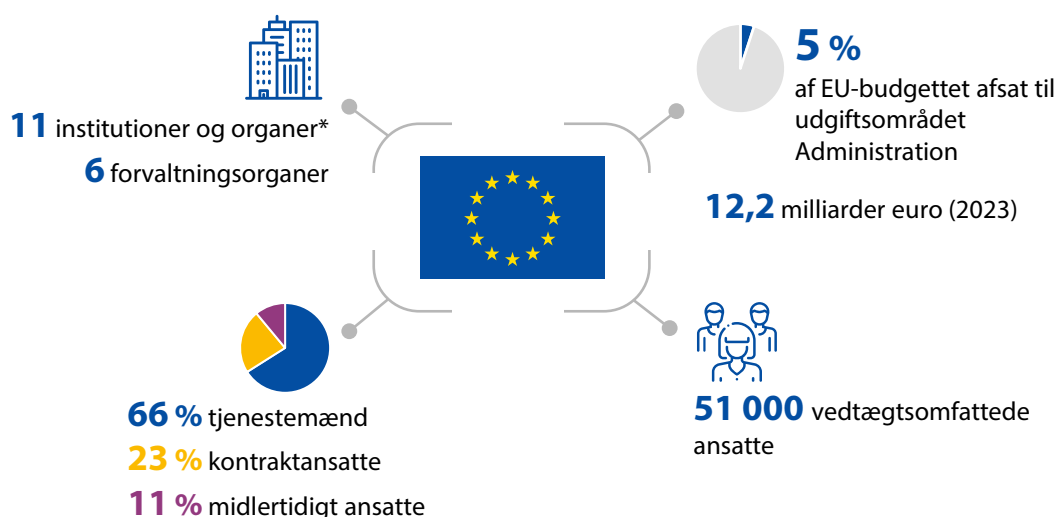 11 institutioner og organer*
6 forvaltningsorganer
5 %
af EU-budgettet afsat til
udgiftsområdet
Administration
12,2 milliarder euro (2023)
66 % tjenestemænd
23 % kontraktansatte
11 % midlertidigt ansatte
51 000 vedtægtsomfattede
ansatte